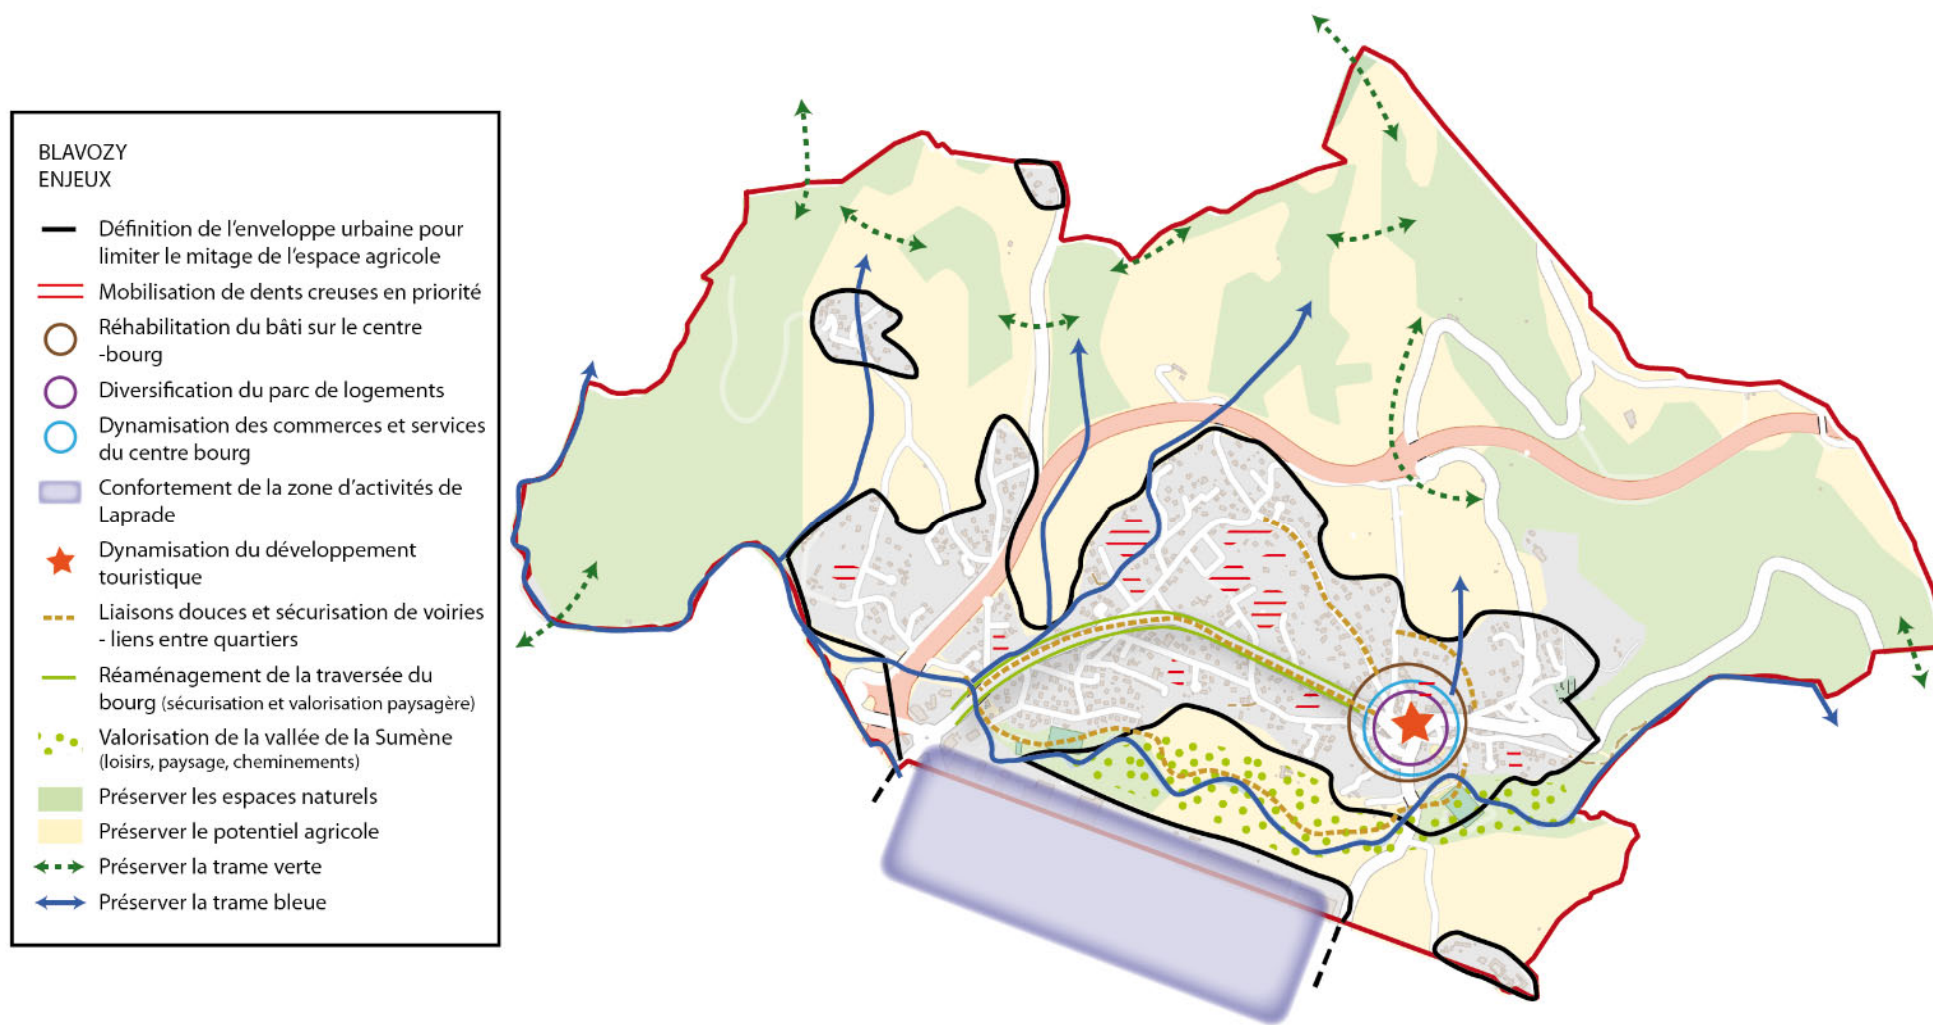 BLAVOZY
ENJEUX
Définition de l'enveloppe urbaine pour
limiter le mitage de l'espace agricole
Mobilisation de dents creuses en priorité
Réhabilitation du bâti sur le centre
-bourg
Diversification du parc de logements
Dynamisation des commerces et services
du centre bourg
Confortement de la zone d'activités de
Laprade
Dynamisation du développement
touristique
Liaisons douces et sécurisation de voiries
- liens entre quartiers
Réaménagement de la traversée du
bourg (sécurisation et valorisation paysagère)
Valorisation de la vallée de la Sumène
(loisirs, paysage, cheminements)
Préserver les espaces naturels
Préserver le potentiel agricole
Préserver la trame verte
Préserver la trame bleue